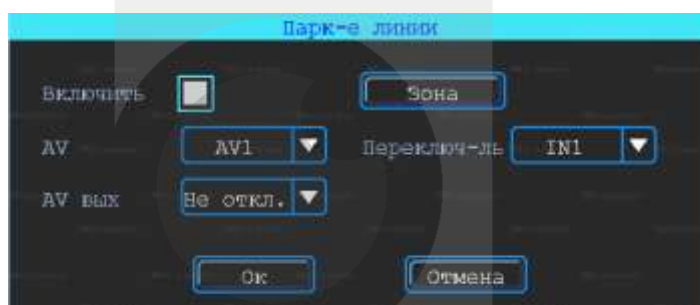 Парк-е линии
Включить Зона
AV AV1 Переключ-ль IN1
AV вых Не откл.
Ок Отмена